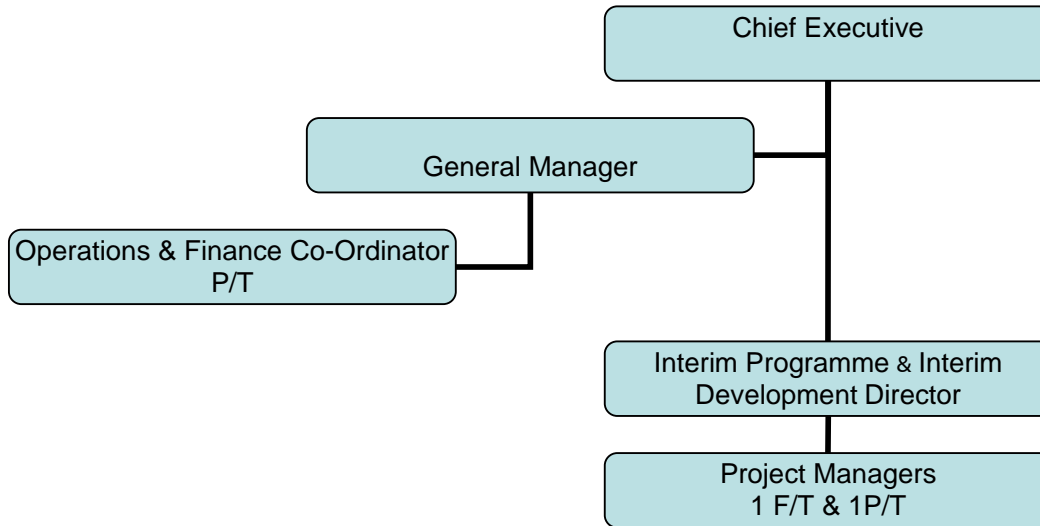 Chief Executive
General Manager
Operations & Finance Co-Ordinator
P/T
Interim Programme & Interim
Development Director
Project Managers
1 F/T & 1P/T